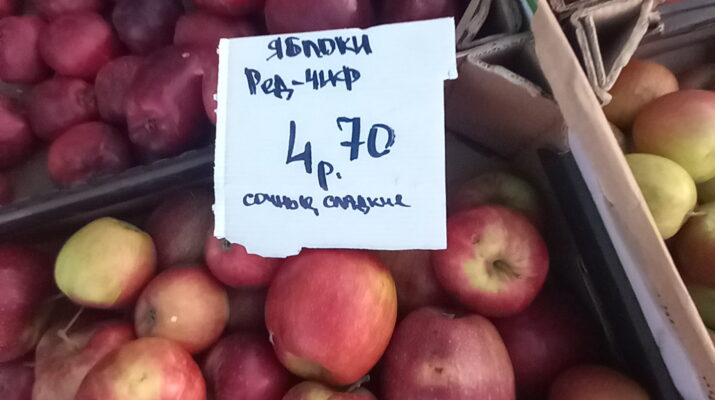 ЯБЛОКИ
Ред-чиф
4р.70
сочные, сладкие